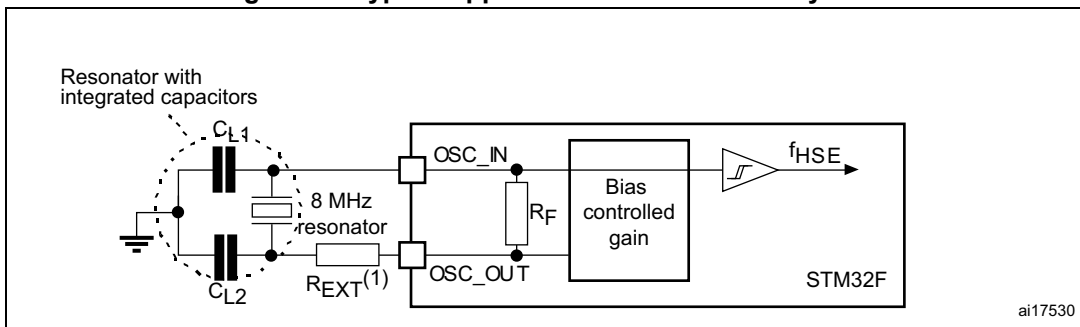 Resonator with
integrated capacitors
CL1
OSC_IN
fHSE
8 MHz
resonator
RF
Bias
controlled
gain
REXT(1)
OSC_OUT
STM32F
CL2
ai17530